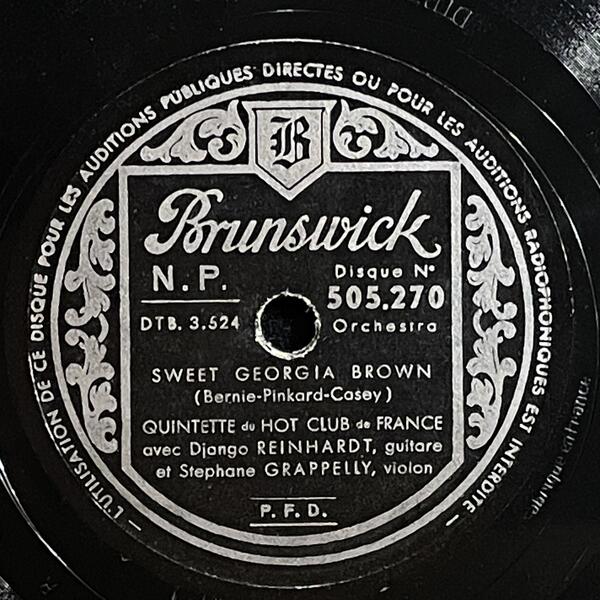 L'UTILISATION DE CE DISQUE POUR LES AUDITIONS PUBLIQUES DIRECTES OU POUR LES AUDITIONS RADIOPHONIQUES EST INTERDITE
B
Brunswick
N.P.
Disque N°
505.270
DTB. 3.524
Orchestra
SWEET GEORGIA BROWN
(Bernie-Pinkard-Casey)
QUINTETTE du HOT CLUB de FRANCE
avec Django REINHARDT, guitare
et Stephane GRAPPELLY, violon
P. F. D.